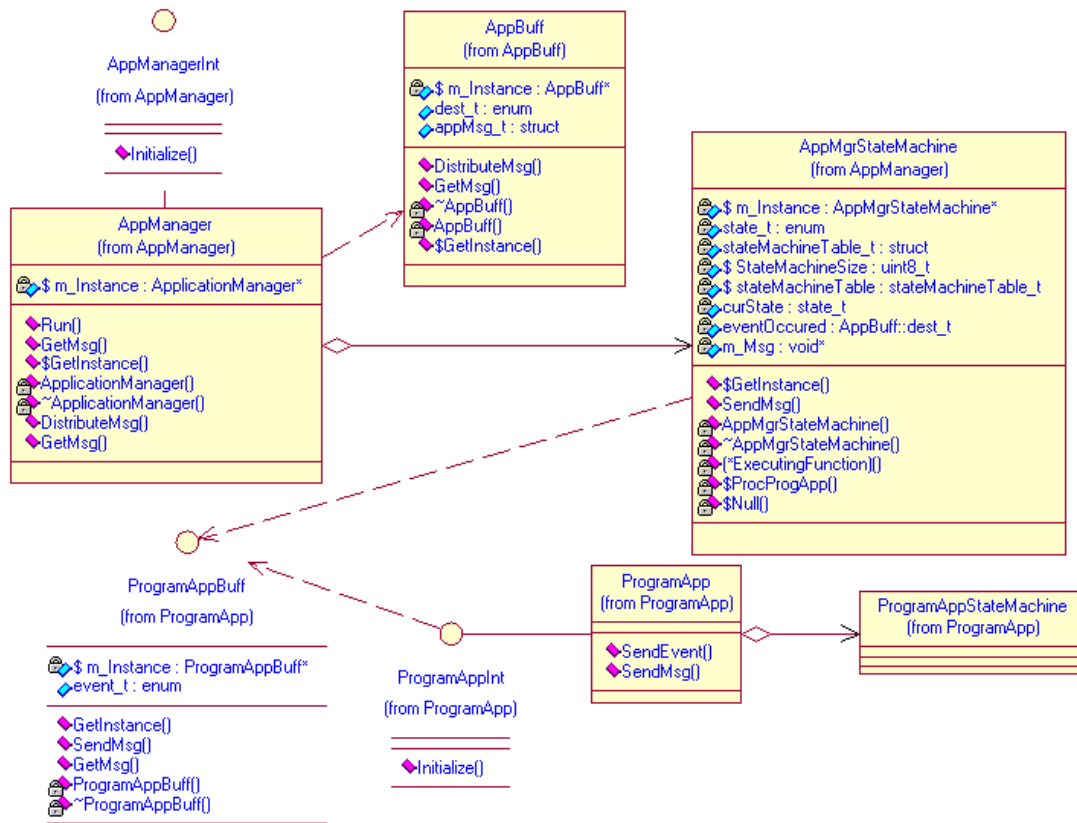 AppManagerInt
(from AppManager)
Initialize()
AppManager
(from AppManager)
$ m_Instance : ApplicationManager*
Run()
GetMsg()
$GetInstance()
ApplicationManager()
~ApplicationManager()
DistributeMsg()
GetMsg()
AppBuff
(from AppBuff)
$ m_Instance : AppBuff*
dest_t : enum
appMsg_t : struct
DistributeMsg()
GetMsg()
~AppBuff()
AppBuff()
$GetInstance()
AppMgrStateMachine
(from AppManager)
$ m_Instance : AppMgrStateMachine*
state_t : enum
stateMachineTable_t : struct
$ StateMachineSize : uint8_t
$ stateMachineTable : stateMachineTable_t
curState : state_t
eventOccured : AppBuff::dest_t
m_Msg : void*
$GetInstance()
SendMsg()
AppMgrStateMachine()
~AppMgrStateMachine()
(*ExecutingFunction)()
$ProcProgApp()
$Null()
ProgramAppBuff
(from ProgramApp)
$ m_Instance : ProgramAppBuff*
event_t : enum
GetInstance()
SendMsg()
GetMsg()
ProgramAppBuff()
~ProgramAppBuff()
ProgramAppInt
(from ProgramApp)
Initialize()
ProgramApp
(from ProgramApp)
SendEvent()
SendMsg()
ProgramAppStateMachine
(from ProgramApp)